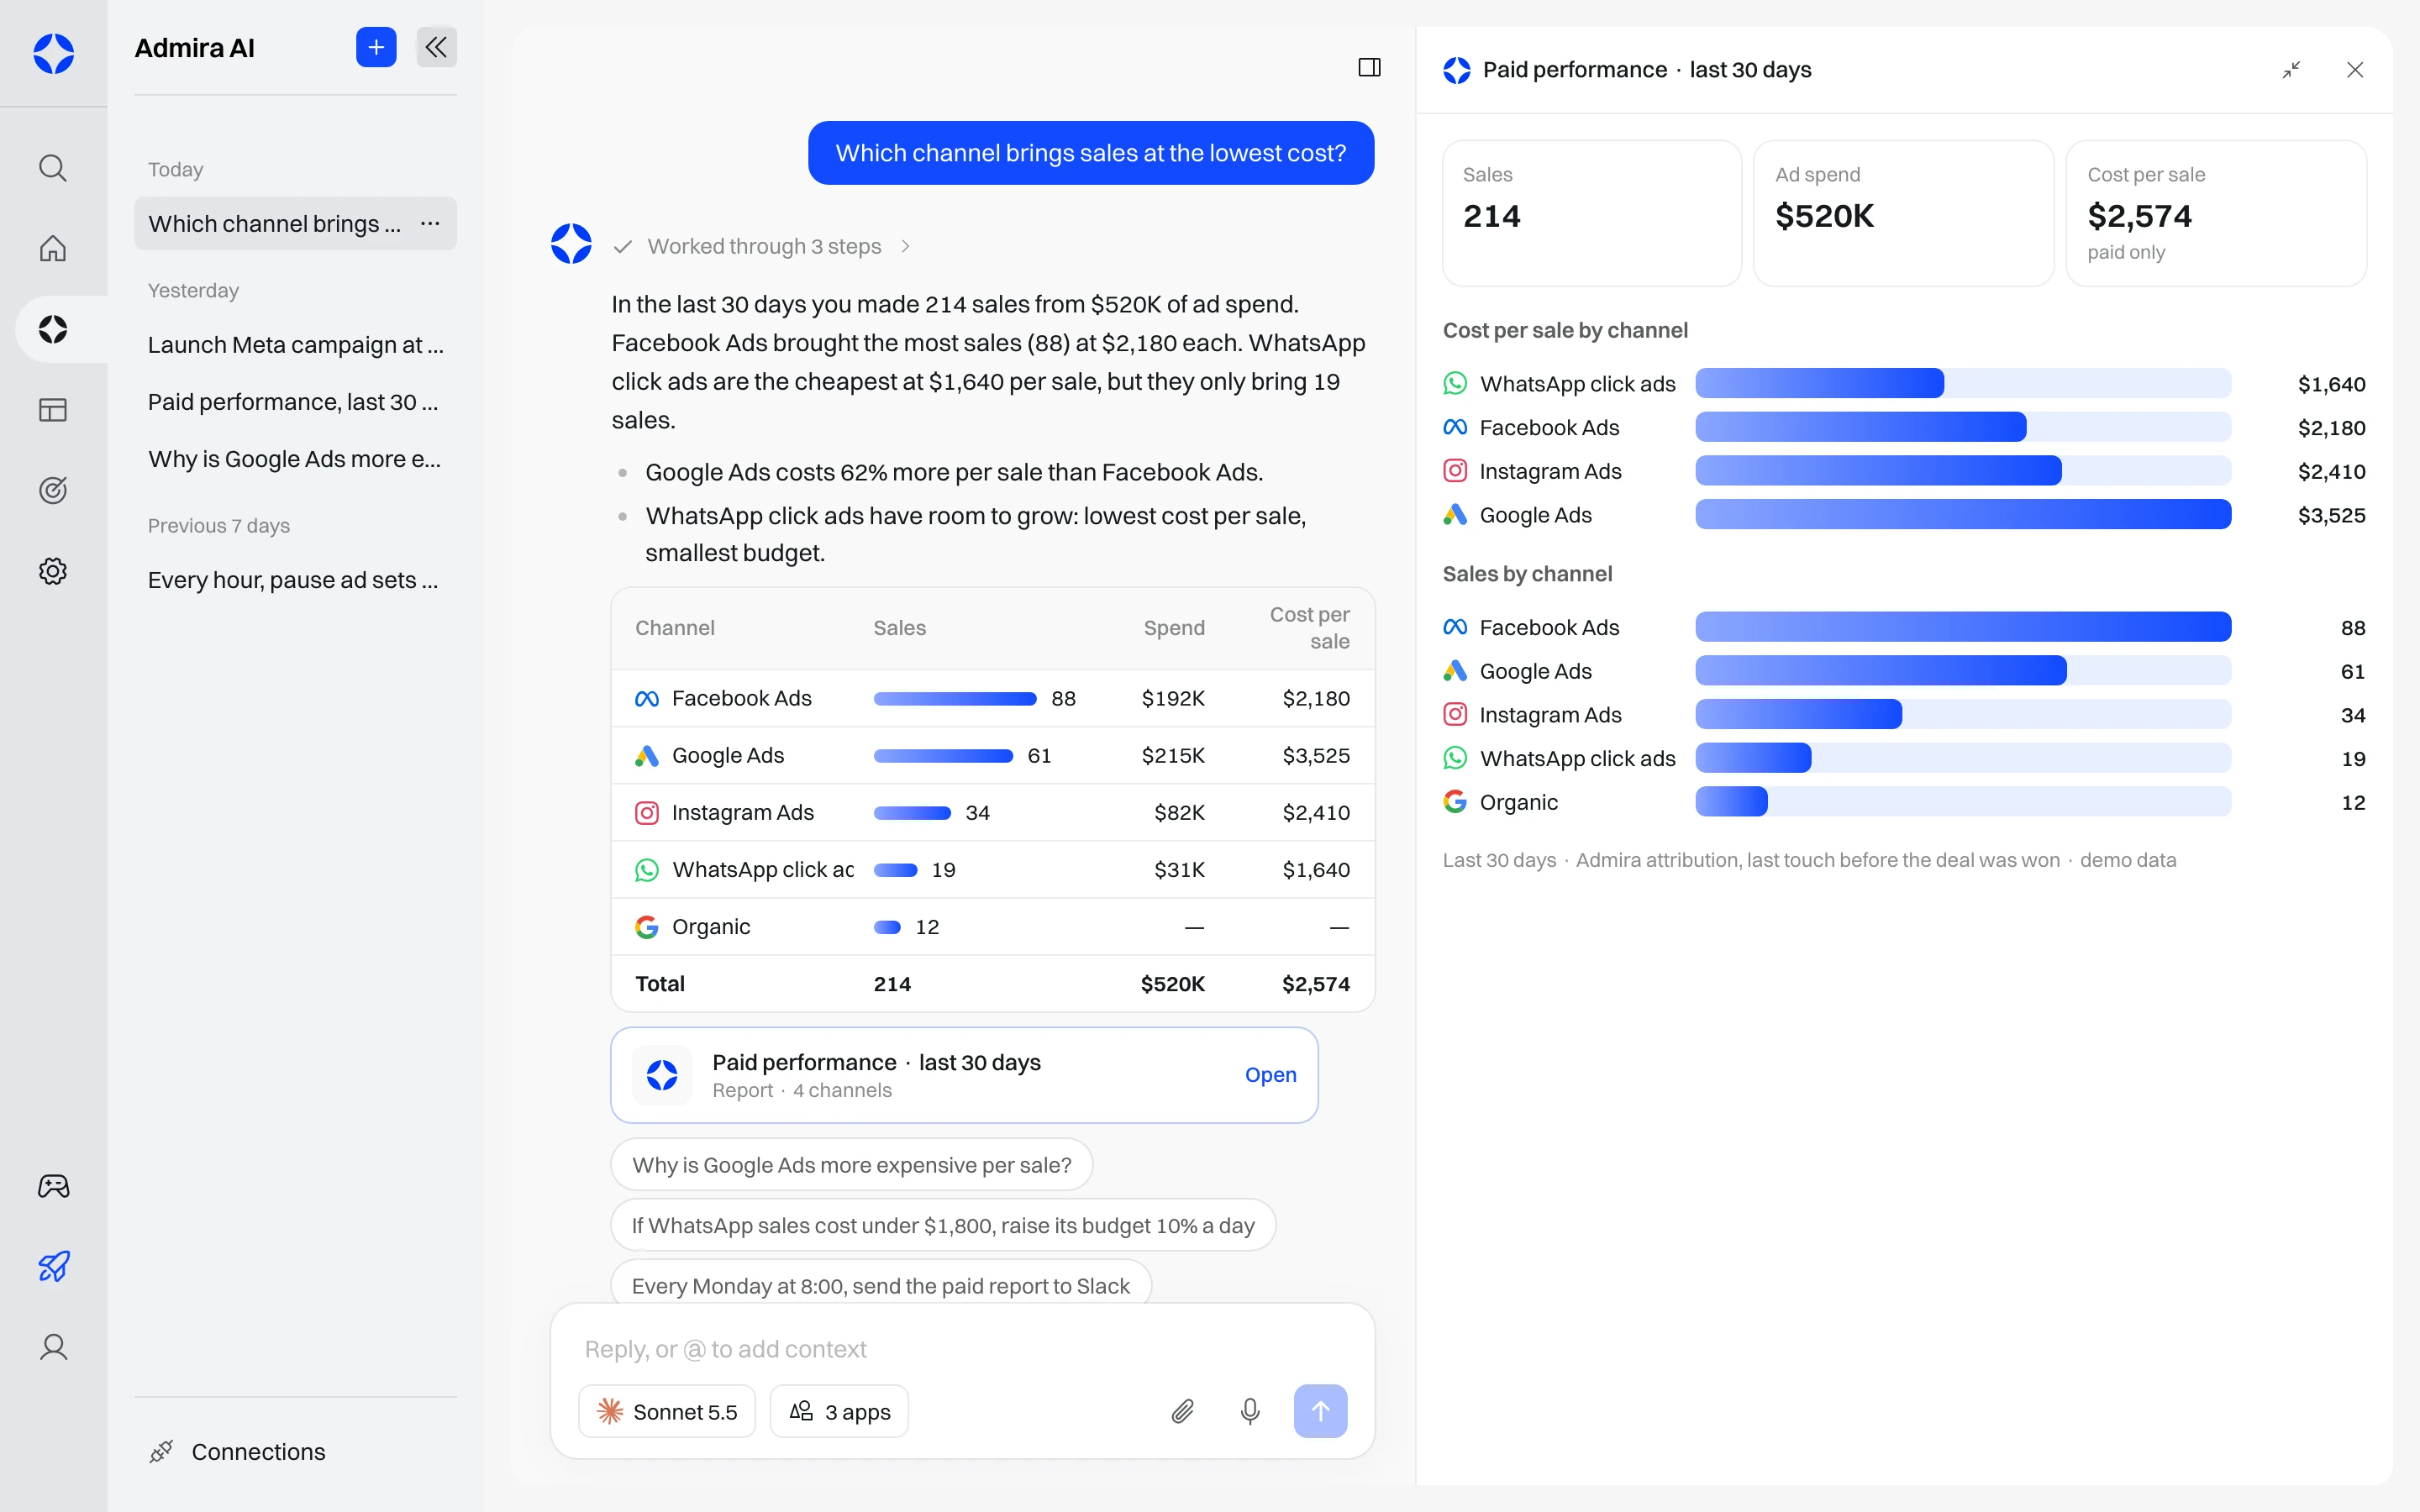 Admira AI
Today
Which channel brings ...
Yesterday
Launch Meta campaign at ...
Paid performance, last 30 ...
Why is Google Ads more e...
Previous 7 days
Every hour, pause ad sets ...
Connections
Which channel brings sales at the lowest cost?
Worked through 3 steps
In the last 30 days you made 214 sales from $520K of ad spend.
Facebook Ads brought the most sales (88) at $2,180 each. WhatsApp
click ads are the cheapest at $1,640 per sale, but they only bring 19
sales.
• Google Ads costs 62% more per sale than Facebook Ads.
• WhatsApp click ads have room to grow: lowest cost per sale,
smallest budget.
Channel Sales Spend Cost per
sale
Facebook Ads 88 $192K $2,180
Google Ads 61 $215K $3,525
Instagram Ads 34 $82K $2,410
WhatsApp click ac 19 $31K $1,640
Organic 12 — —
Total 214 $520K $2,574
Paid performance · last 30 days
Report · 4 channels
Open
Why is Google Ads more expensive per sale?
If WhatsApp sales cost under $1,800, raise its budget 10% a day
Every Monday at 8:00, send the paid report to Slack
Reply, or @ to add context
Sonnet 5.5
3 apps
Paid performance · last 30 days
Sales
214
Ad spend
$520K
Cost per sale
$2,574
paid only
Cost per sale by channel
WhatsApp click ads $1,640
Facebook Ads $2,180
Instagram Ads $2,410
Google Ads $3,525
Sales by channel
Facebook Ads 88
Google Ads 61
Instagram Ads 34
WhatsApp click ads 19
Organic 12
Last 30 days · Admira attribution, last touch before the deal was won · demo data